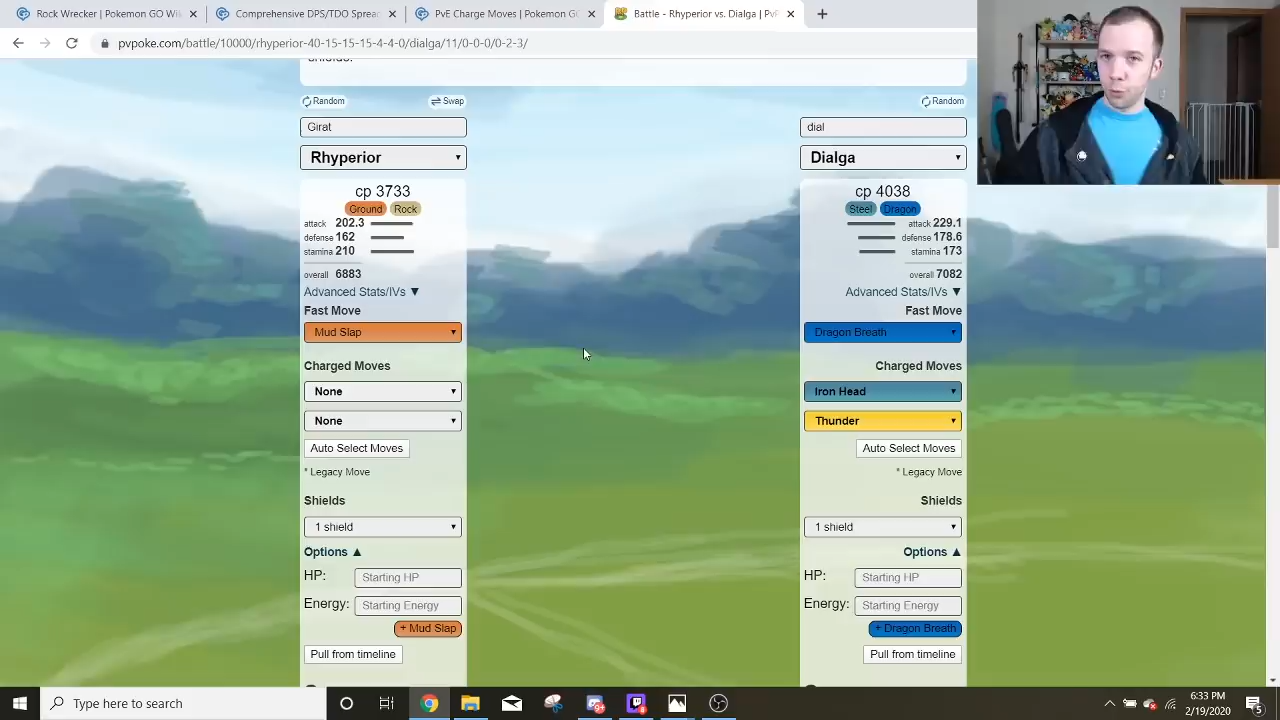 Rock Wrecker | Pokemon GO Wi
Comprehensive DPS/TDO Spread
PvE Charge Moves | Pokemon GO
Battle - Rhyperior vs. Dialga | PvP
pvpoke.com/battle/10000/rhyperior-40-15-15-15-4-4-0/dialga/11/0-0-0/0-2-3/
shields.
Random
Swap
Random
Girat
dial
Rhyperior
Dialga
cp 3733
cp 4038
Ground
Rock
Steel
Dragon
attack 202.3
attack 229.1
defense 162
defense 178.6
stamina 210
stamina 173
overall 6883
overall 7082
Advanced Stats/IVs ▼
Advanced Stats/IVs ▼
Fast Move
Fast Move
Mud Slap
Dragon Breath
Charged Moves
Charged Moves
None
Iron Head
None
Thunder
Auto Select Moves
Auto Select Moves
* Legacy Move
* Legacy Move
Shields
Shields
1 shield
1 shield
Options ▲
Options ▲
HP: Starting HP
HP: Starting HP
Energy: Starting Energy
Energy: Starting Energy
+ Mud Slap
+ Dragon Breath
Pull from timeline
Pull from timeline
Type here to search
6:33 PM
2/19/2020